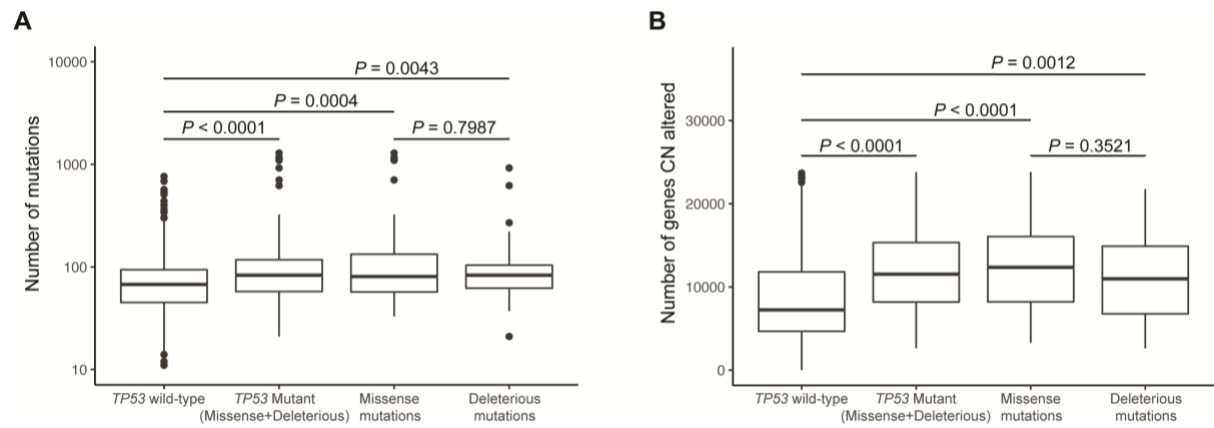 A
Number of mutations
10000
1000
100
10
P = 0.0043
P = 0.0004
P < 0.0001
P = 0.7987
TP53 wild-type
TP53 Mutant
(Missense+Deleterious)
Missense
mutations
Deleterious
mutations
B
Number of genes CN altered
30000
20000
10000
0
P = 0.0012
P < 0.0001
P < 0.0001
P = 0.3521
TP53 wild-type
TP53 Mutant
(Missense+Deleterious)
Missense
mutations
Deleterious
mutations